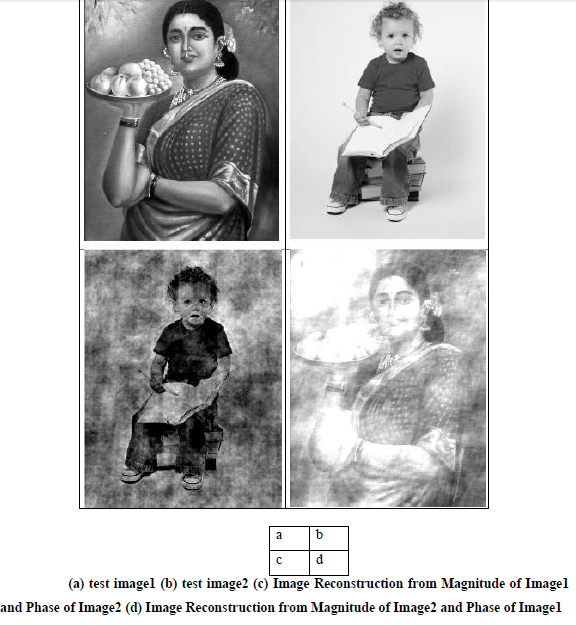 a b
c d
(a) test image1 (b) test image2 (c) Image Reconstruction from Magnitude of Image1
and Phase of Image2 (d) Image Reconstruction from Magnitude of Image2 and Phase of Image1